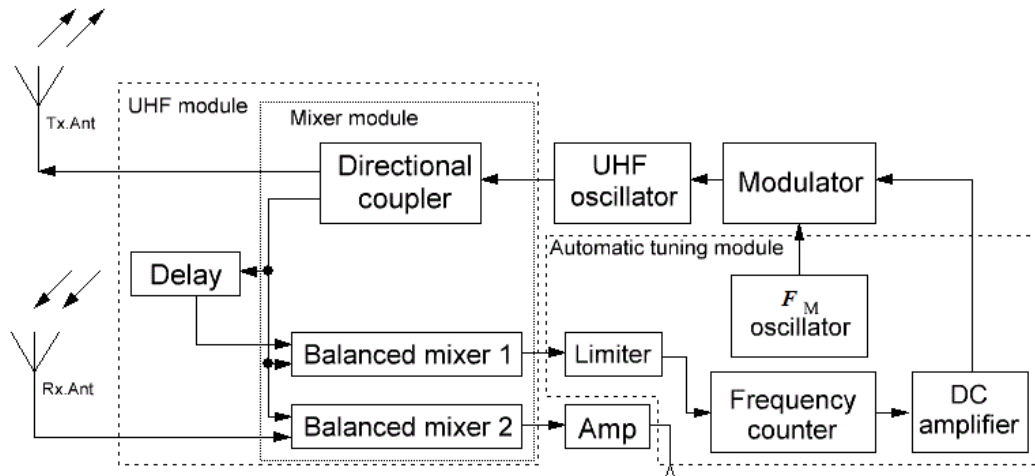 UHF module
Mixer module
Tx.Ant
Directional
coupler
UHF
oscillator
Modulator
Automatic tuning module
Delay
F M
oscillator
Balanced mixer 1
Limiter
Rx.Ant
Frequency
counter
DC
amplifier
Balanced mixer 2
Amp